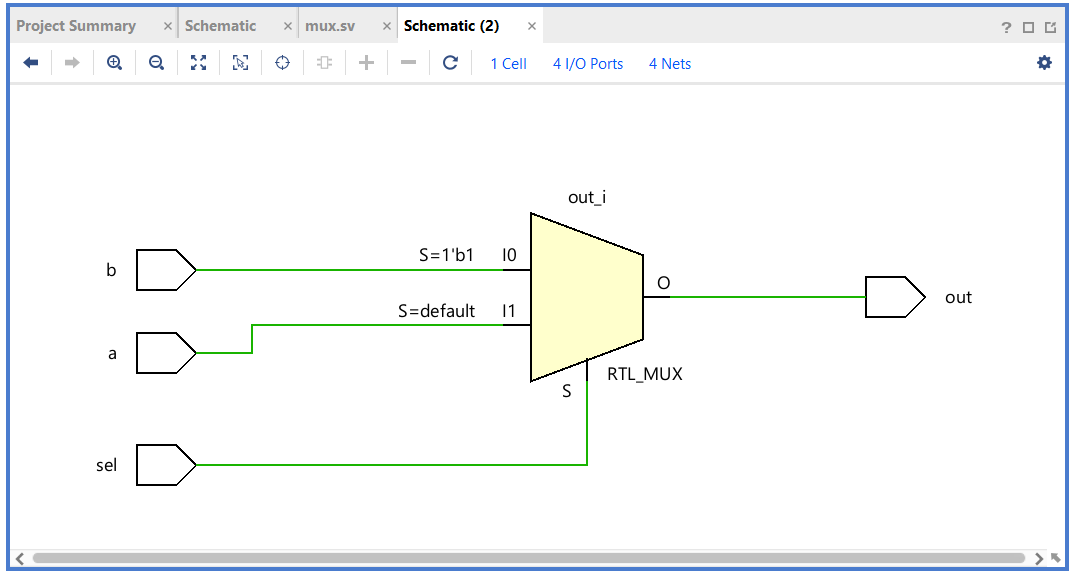 Project Summary × Schematic × mux.sv × Schematic (2) × ?
1 Cell 4 I/O Ports 4 Nets
out_i
b S=1'b1 I0
O
out
a S=default I1
RTL_MUX
S
sel